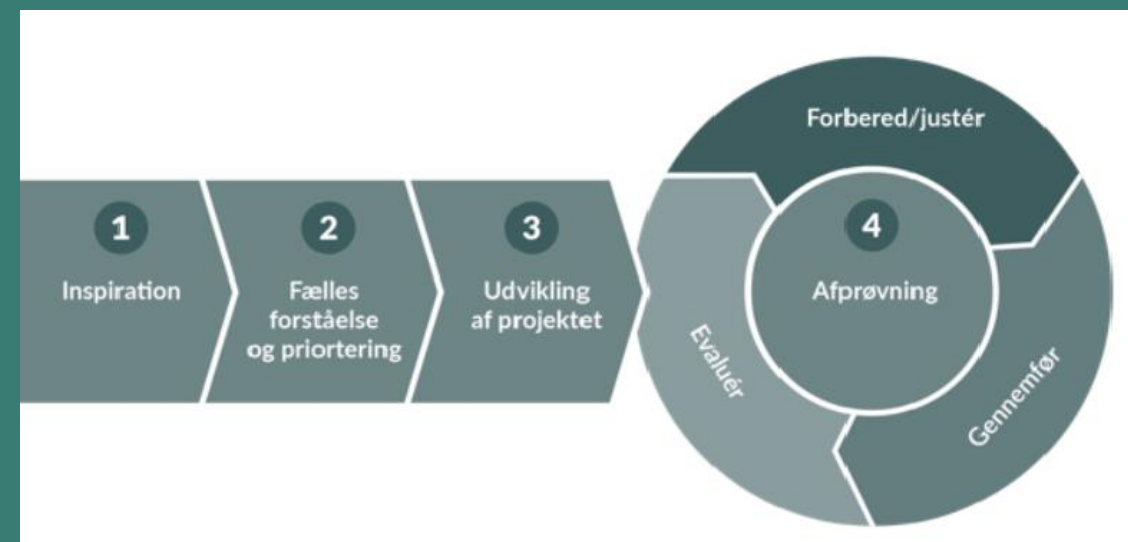 1
Inspiration
2
Fælles
forståelse
og priortering
3
Udvikling
af projektet
4
Afprøvning
Forbered/justér
Gennemfør
Evaluér